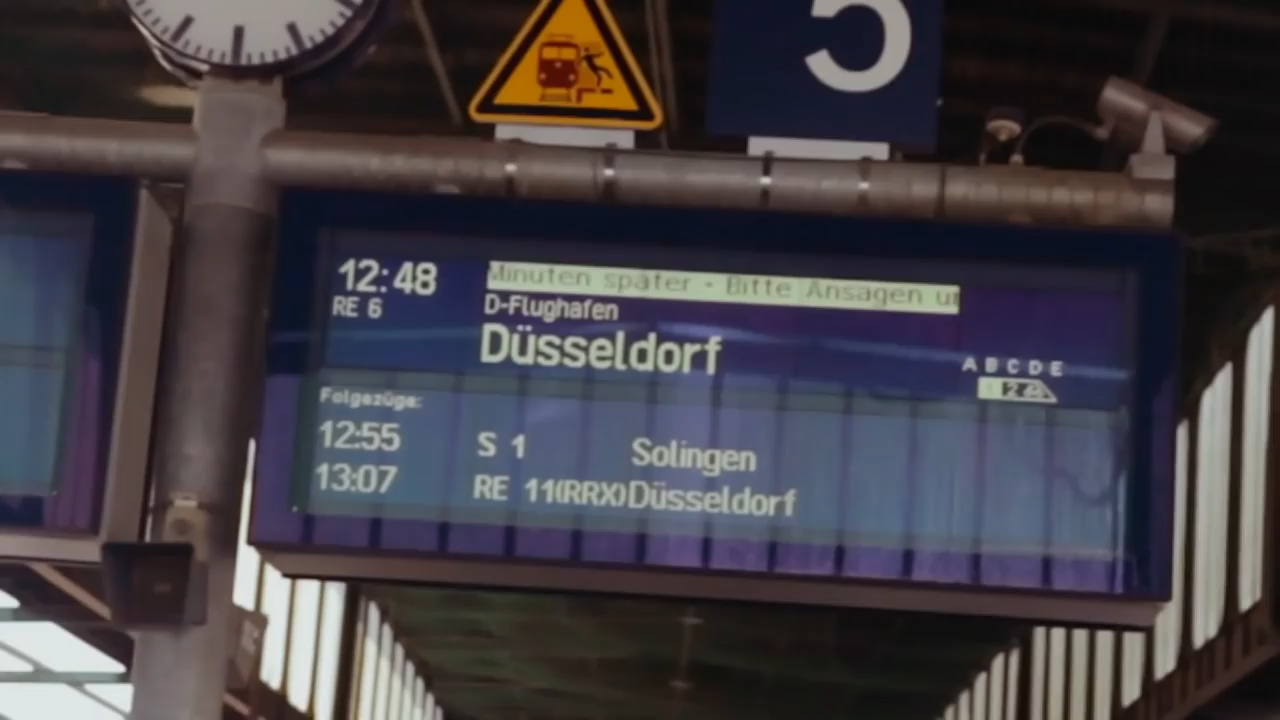 5
12:48
Minuten später - Bitte Ansagen
RE 6
D-Flughafen
Düsseldorf
A B C D E
2
Folgezüge:
12:55 S 1 Solingen
13:07 RE 11(RRX)Düsseldorf